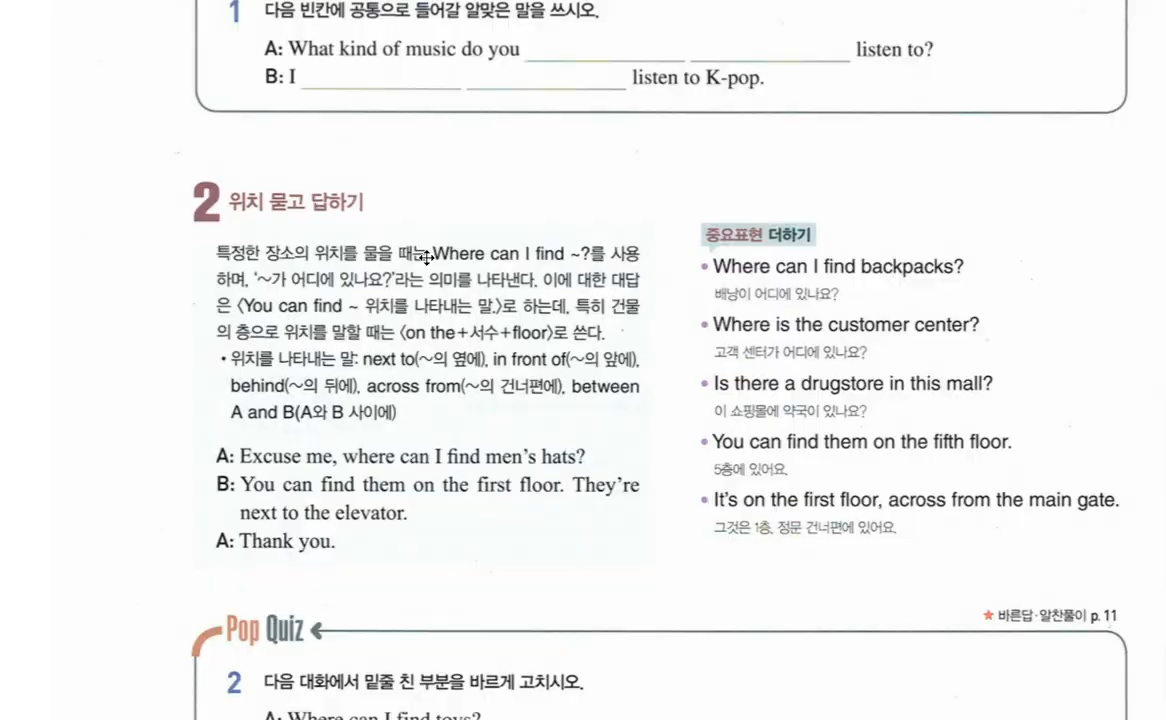 1 다음 빈칸에 공통으로 들어갈 알맞은 말을 쓰시오.
A: What kind of music do you listen to?
B: I listen to K-pop.
2 위치 묻고 답하기
특정한 장소의 위치를 물을 때는 Where can I find ~?를 사용
하며, '～가 어디에 있나요?'라는 의미를 나타낸다. 이에 대한 대답
은 〈You can find ~ 위치를 나타내는 말.〉로 하는데, 특히 건물
의 층으로 위치를 말할 때는 〈on the+서수+floor〉로 쓴다.
• 위치를 나타내는 말: next to(～의 옆에), in front of(～의 앞에),
behind(～의 뒤에), across from(～의 건너편에), between
A and B(A와 B 사이에)
A: Excuse me, where can I find men's hats?
B: You can find them on the first floor. They're
next to the elevator.
A: Thank you.
중요표현 더하기
• Where can I find backpacks?
배낭이 어디에 있나요?
• Where is the customer center?
고객 센터가 어디에 있나요?
• Is there a drugstore in this mall?
이 쇼핑몰에 약국이 있나요?
• You can find them on the fifth floor.
5층에 있어요.
• It's on the first floor, across from the main gate.
그것은 1층, 정문 건너편에 있어요.
★ 바른답·알찬풀이 p. 11
Pop Quiz
2 다음 대화에서 밑줄 친 부분을 바르게 고치시오.
A: Where can I find toys?